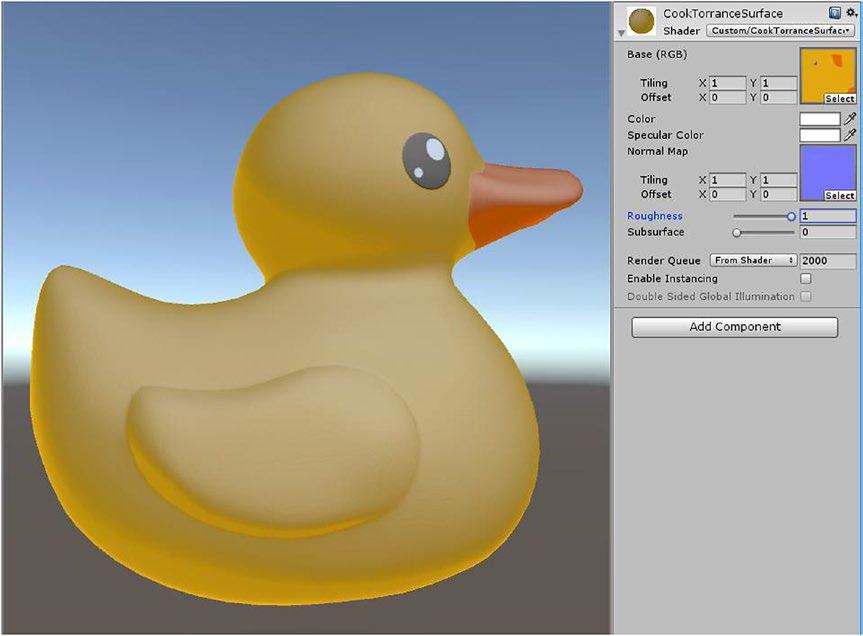 CookTorranceSurface
Shader Custom/CookTorranceSurfac
Base (RGB)
Tiling X 1 Y 1
Offset X 0 Y 0
Select
Color
Specular Color
Normal Map
Tiling X 1 Y 1
Offset X 0 Y 0
Select
Roughness 1
Subsurface 0
Render Queue From Shader 2000
Enable Instancing
Double Sided Global Illumination
Add Component